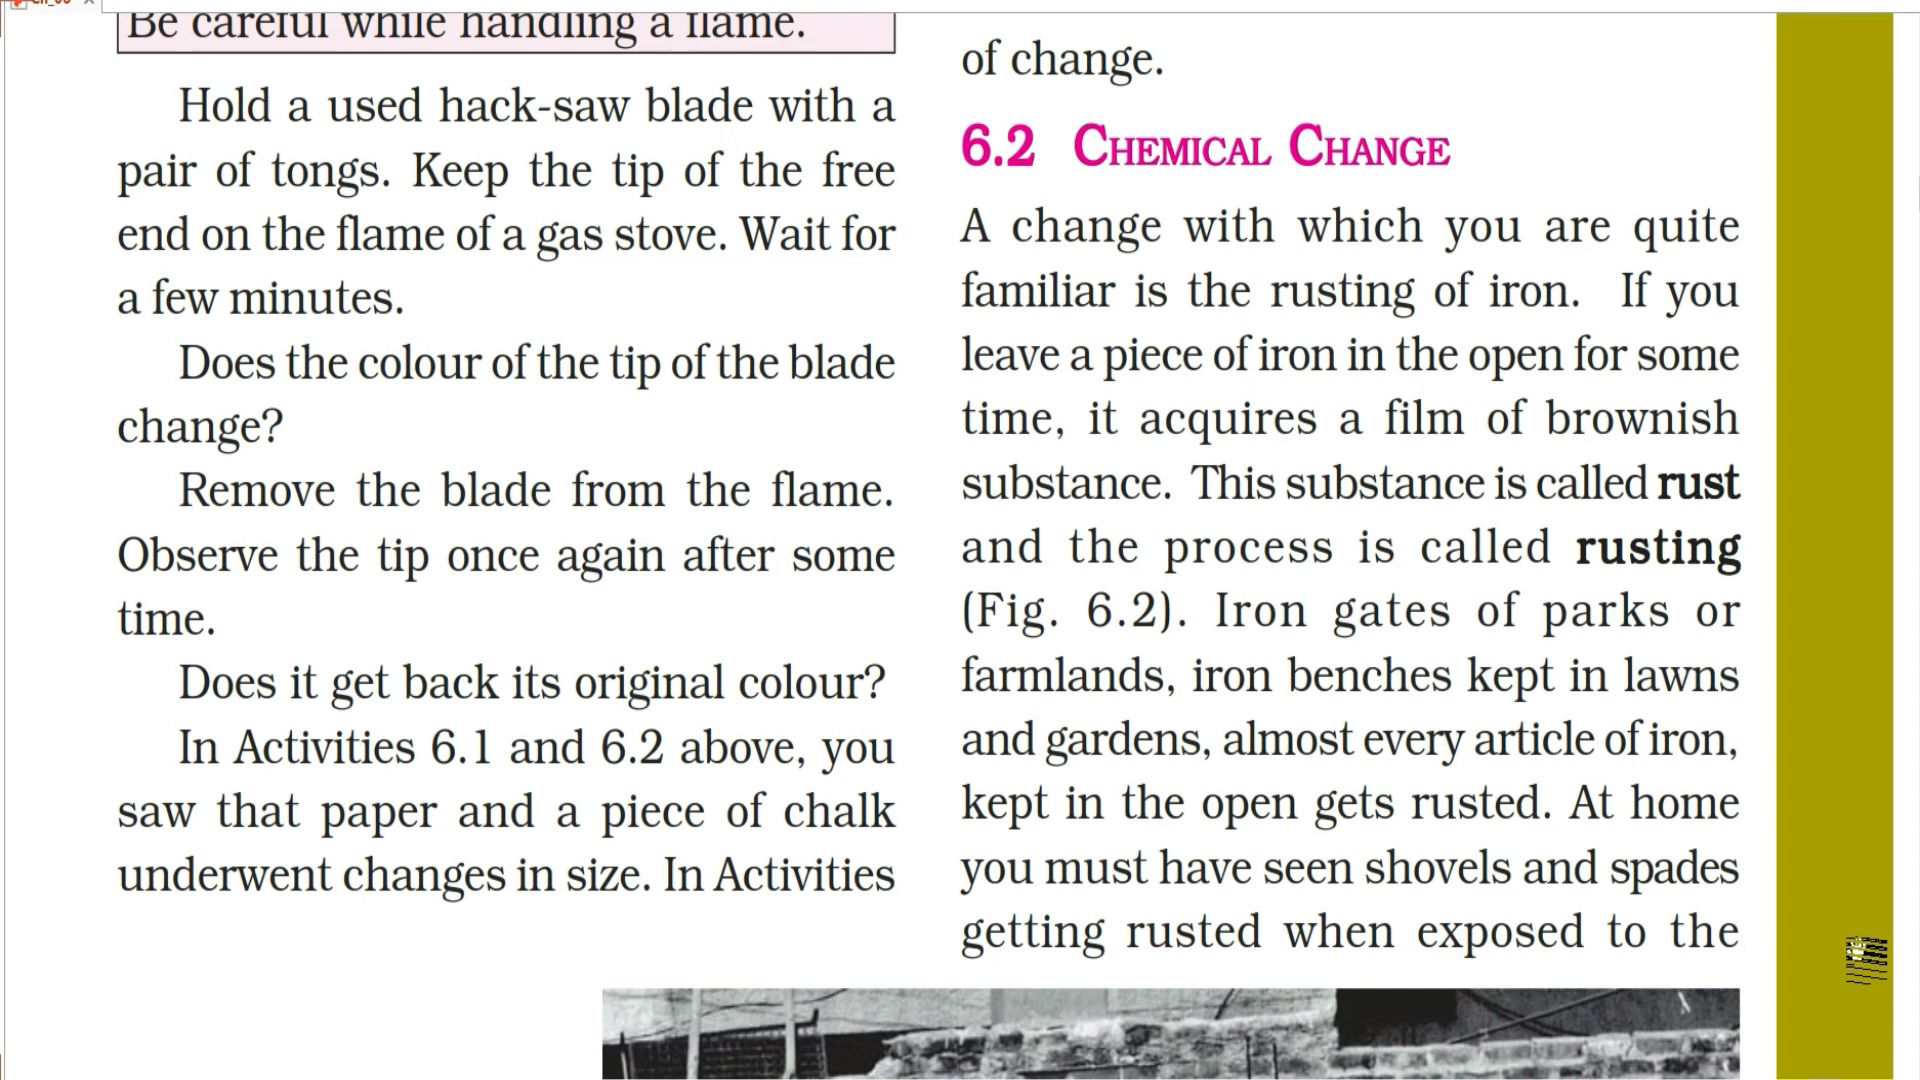 Be careful while handling a flame.
Hold a used hack-saw blade with a
pair of tongs. Keep the tip of the free
end on the flame of a gas stove. Wait for
a few minutes.
Does the colour of the tip of the blade
change?
Remove the blade from the flame.
Observe the tip once again after some
time.
Does it get back its original colour?
In Activities 6.1 and 6.2 above, you
saw that paper and a piece of chalk
underwent changes in size. In Activities
of change.
6.2 CHEMICAL CHANGE
A change with which you are quite
familiar is the rusting of iron. If you
leave a piece of iron in the open for some
time, it acquires a film of brownish
substance. This substance is called rust
and the process is called rusting
(Fig. 6.2). Iron gates of parks or
farmlands, iron benches kept in lawns
and gardens, almost every article of iron,
kept in the open gets rusted. At home
you must have seen shovels and spades
getting rusted when exposed to the